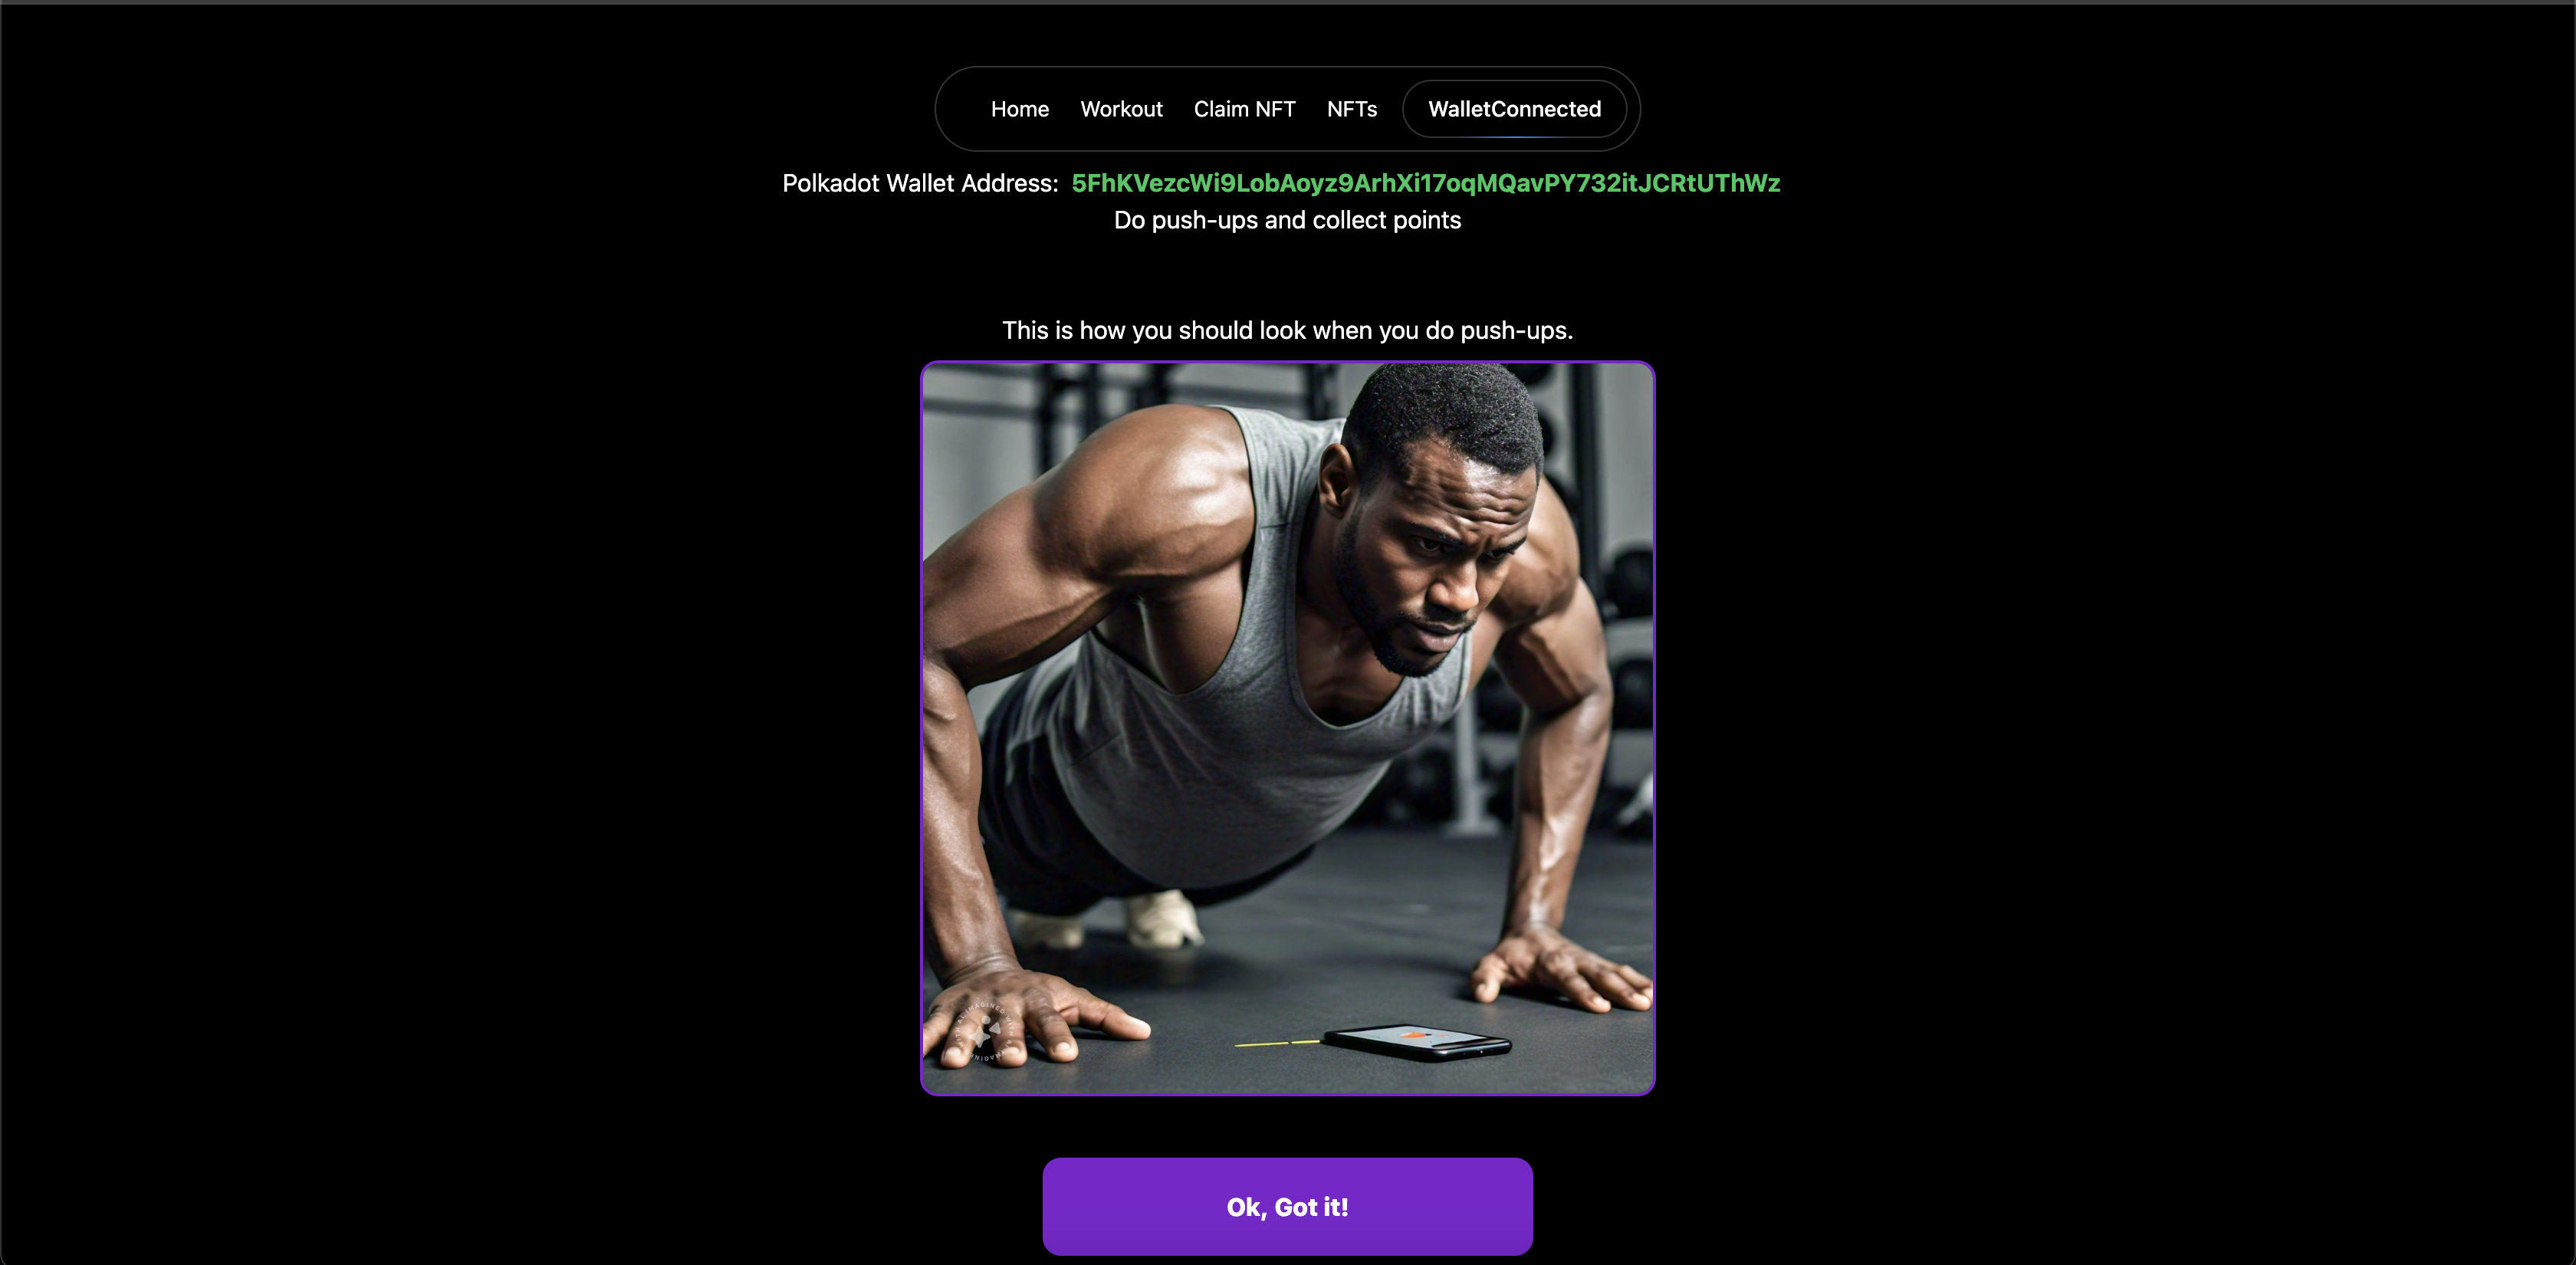 Home Workout Claim NFT NFTs WalletConnected
Polkadot Wallet Address: 5FhKVezcWi9LobAoyz9ArhXi17oqMQavPY732itJCRtUThWz
Do push-ups and collect points
This is how you should look when you do push-ups.
Ok, Got it!